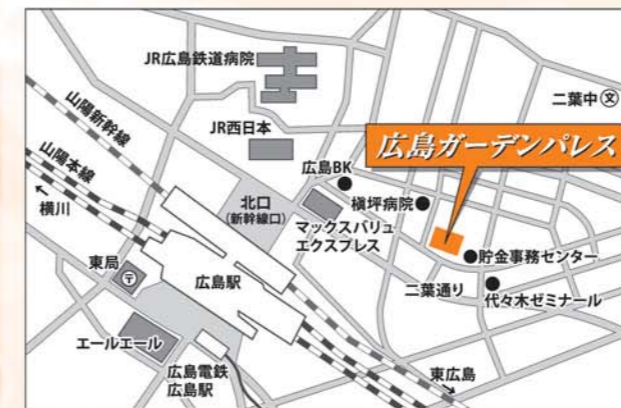 JR広島鉄道病院
山陽新幹線
二葉中
文
JR西日本
広島ガーデンパレス
山陽本線
広島BK
横川
北口
(新幹線口)
槇坪病院
マックスバリュ
エクスプレス
東局
〒
広島駅
貯金事務センター
二葉通り
代々木ゼミナール
エールエール
広島電鉄
広島駅
東広島